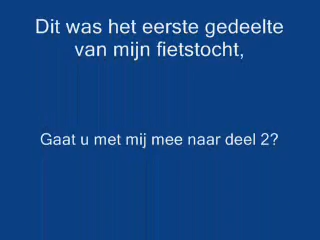 Dit was het eerste gedeelte
van mijn fietstocht,
Gaat u met mij mee naar deel 2?